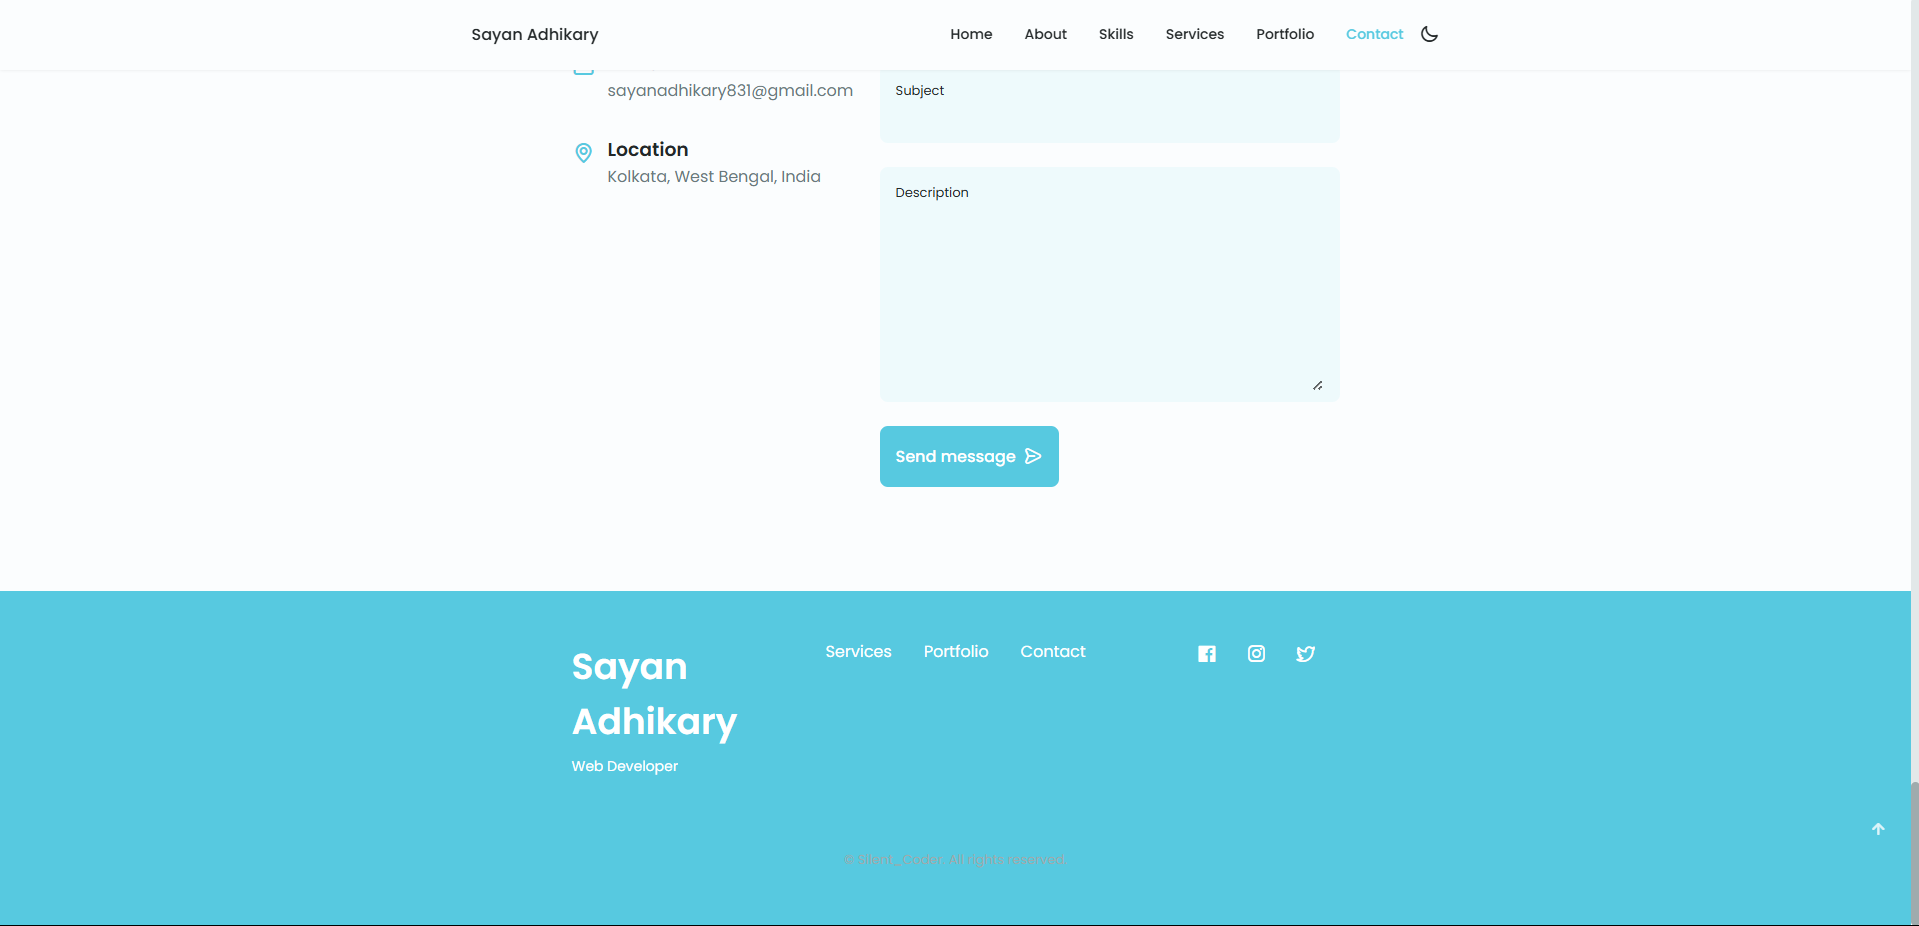 Sayan Adhikary
Home About Skills Services Portfolio Contact
sayanadhikary831@gmail.com
Location
Kolkata, West Bengal, India
Subject
Description
Send message
Sayan
Adhikary
Web Developer
Services Portfolio Contact
© Silent_Coder. All rights reserved.